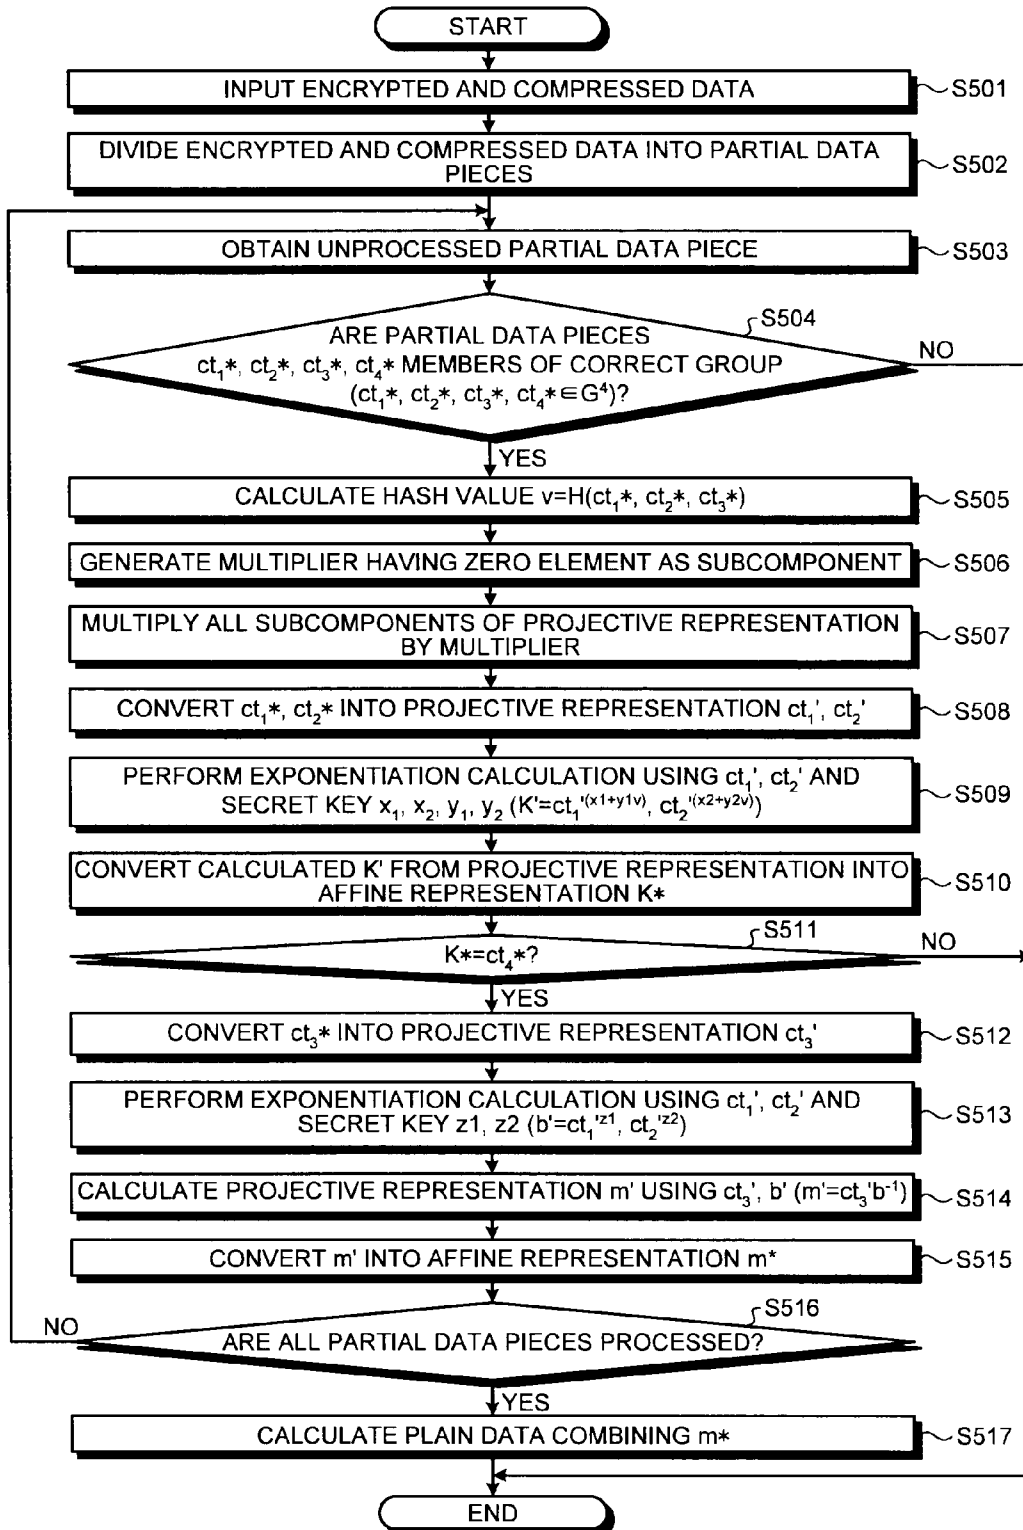 START
INPUT ENCRYPTED AND COMPRESSED DATA
S501
DIVIDE ENCRYPTED AND COMPRESSED DATA INTO PARTIAL DATA
PIECES
S502
OBTAIN UNPROCESSED PARTIAL DATA PIECE
S503
S504
ARE PARTIAL DATA PIECES
ct₁*, ct₂*, ct₃*, ct₄* MEMBERS OF CORRECT GROUP
(ct₁*, ct₂*, ct₃*, ct₄*∈G⁴)?
NO
YES
CALCULATE HASH VALUE v=H(ct₁*, ct₂*, ct₃*)
S505
GENERATE MULTIPLIER HAVING ZERO ELEMENT AS SUBCOMPONENT
S506
MULTIPLY ALL SUBCOMPONENTS OF PROJECTIVE REPRESENTATION
BY MULTIPLIER
S507
CONVERT ct₁*, ct₂* INTO PROJECTIVE REPRESENTATION ct₁', ct₂'
S508
PERFORM EXPONENTIATION CALCULATION USING ct₁', ct₂' AND
SECRET KEY x₁, x₂, y₁, y₂ (K'=ct₁'⁽ˣ¹⁺ʸ¹ᵛ⁾, ct₂'⁽ˣ²⁺ʸ²ᵛ⁾)
S509
CONVERT CALCULATED K' FROM PROJECTIVE REPRESENTATION INTO
AFFINE REPRESENTATION K*
S510
S511
K*=ct₄*?
NO
YES
CONVERT ct₃* INTO PROJECTIVE REPRESENTATION ct₃'
S512
PERFORM EXPONENTIATION CALCULATION USING ct₁', ct₂' AND
SECRET KEY z1, z2 (b'=ct₁'ᶻ¹, ct₂'ᶻ²)
S513
CALCULATE PROJECTIVE REPRESENTATION m' USING ct₃', b' (m'=ct₃'b⁻¹)
S514
CONVERT m' INTO AFFINE REPRESENTATION m*
S515
S516
NO
ARE ALL PARTIAL DATA PIECES PROCESSED?
YES
CALCULATE PLAIN DATA COMBINING m*
S517
END